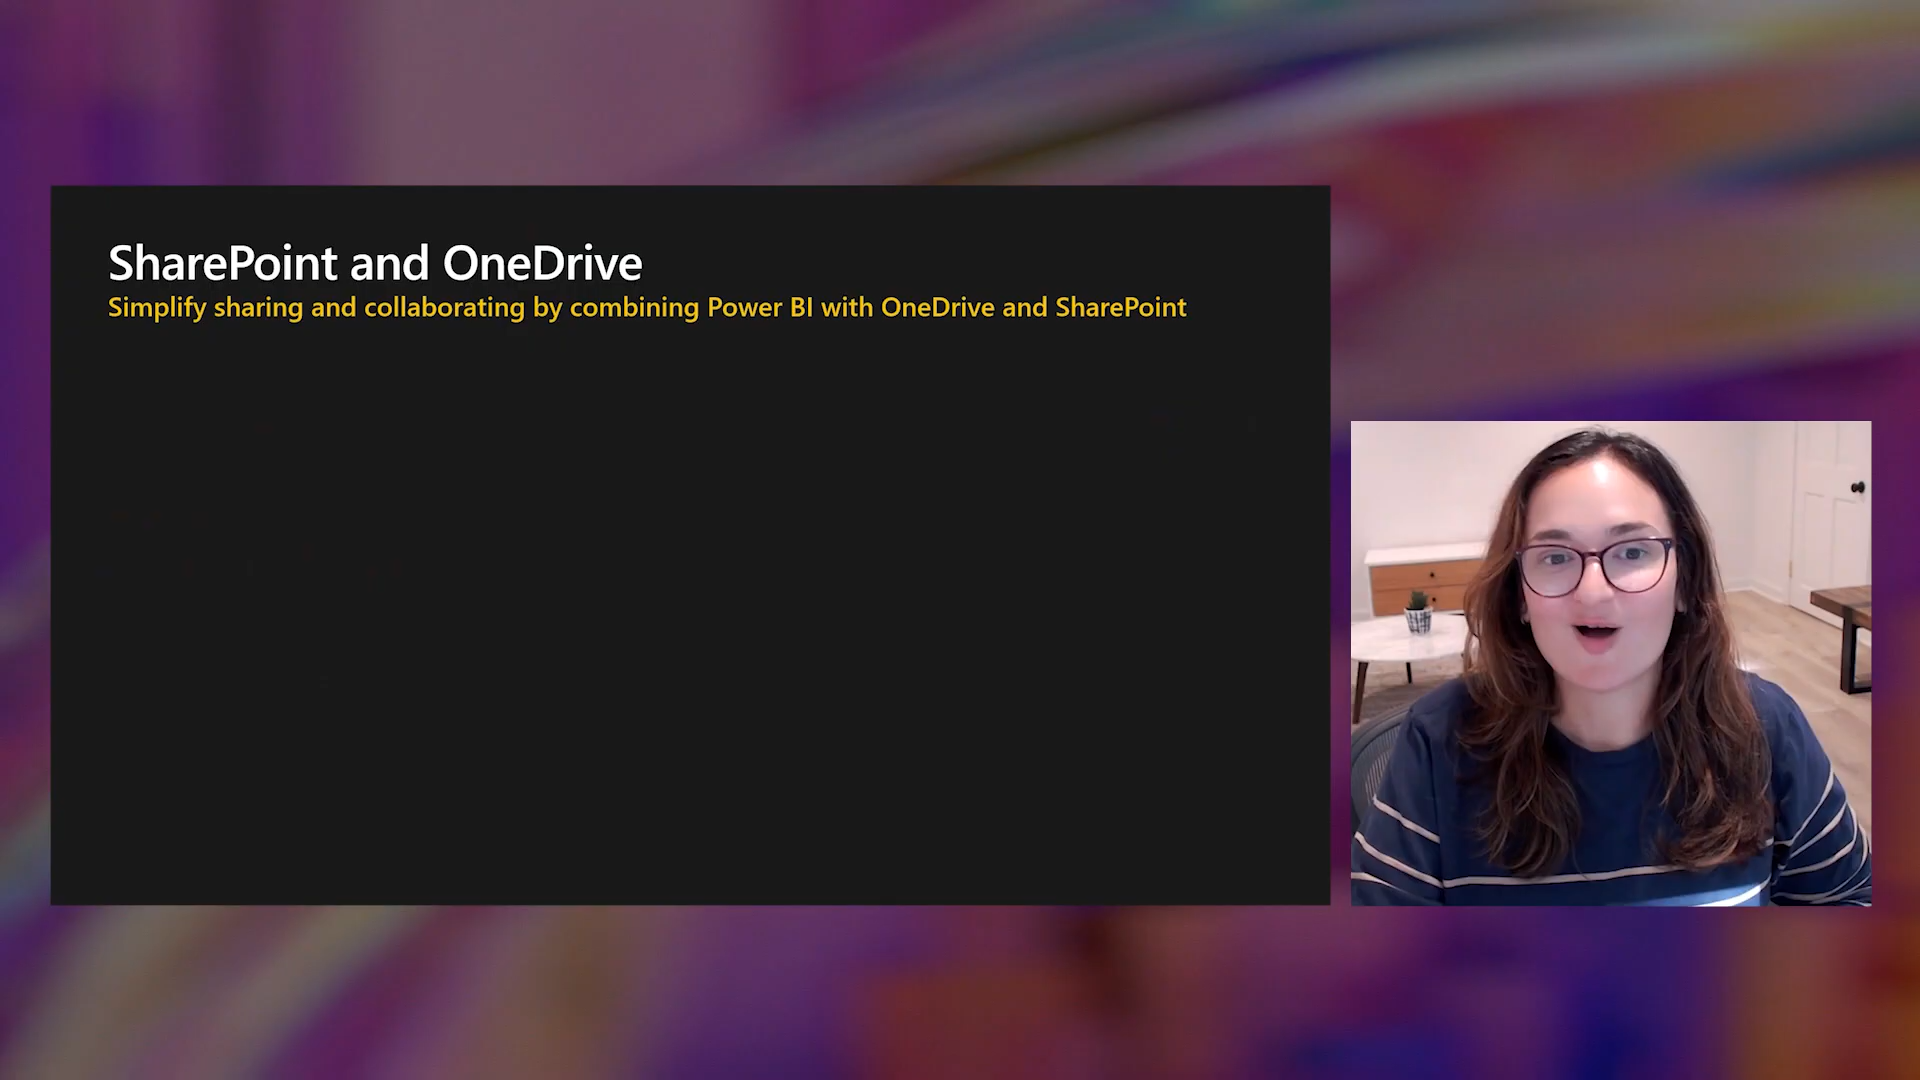 SharePoint and OneDrive
Simplify sharing and collaborating by combining Power BI with OneDrive and SharePoint